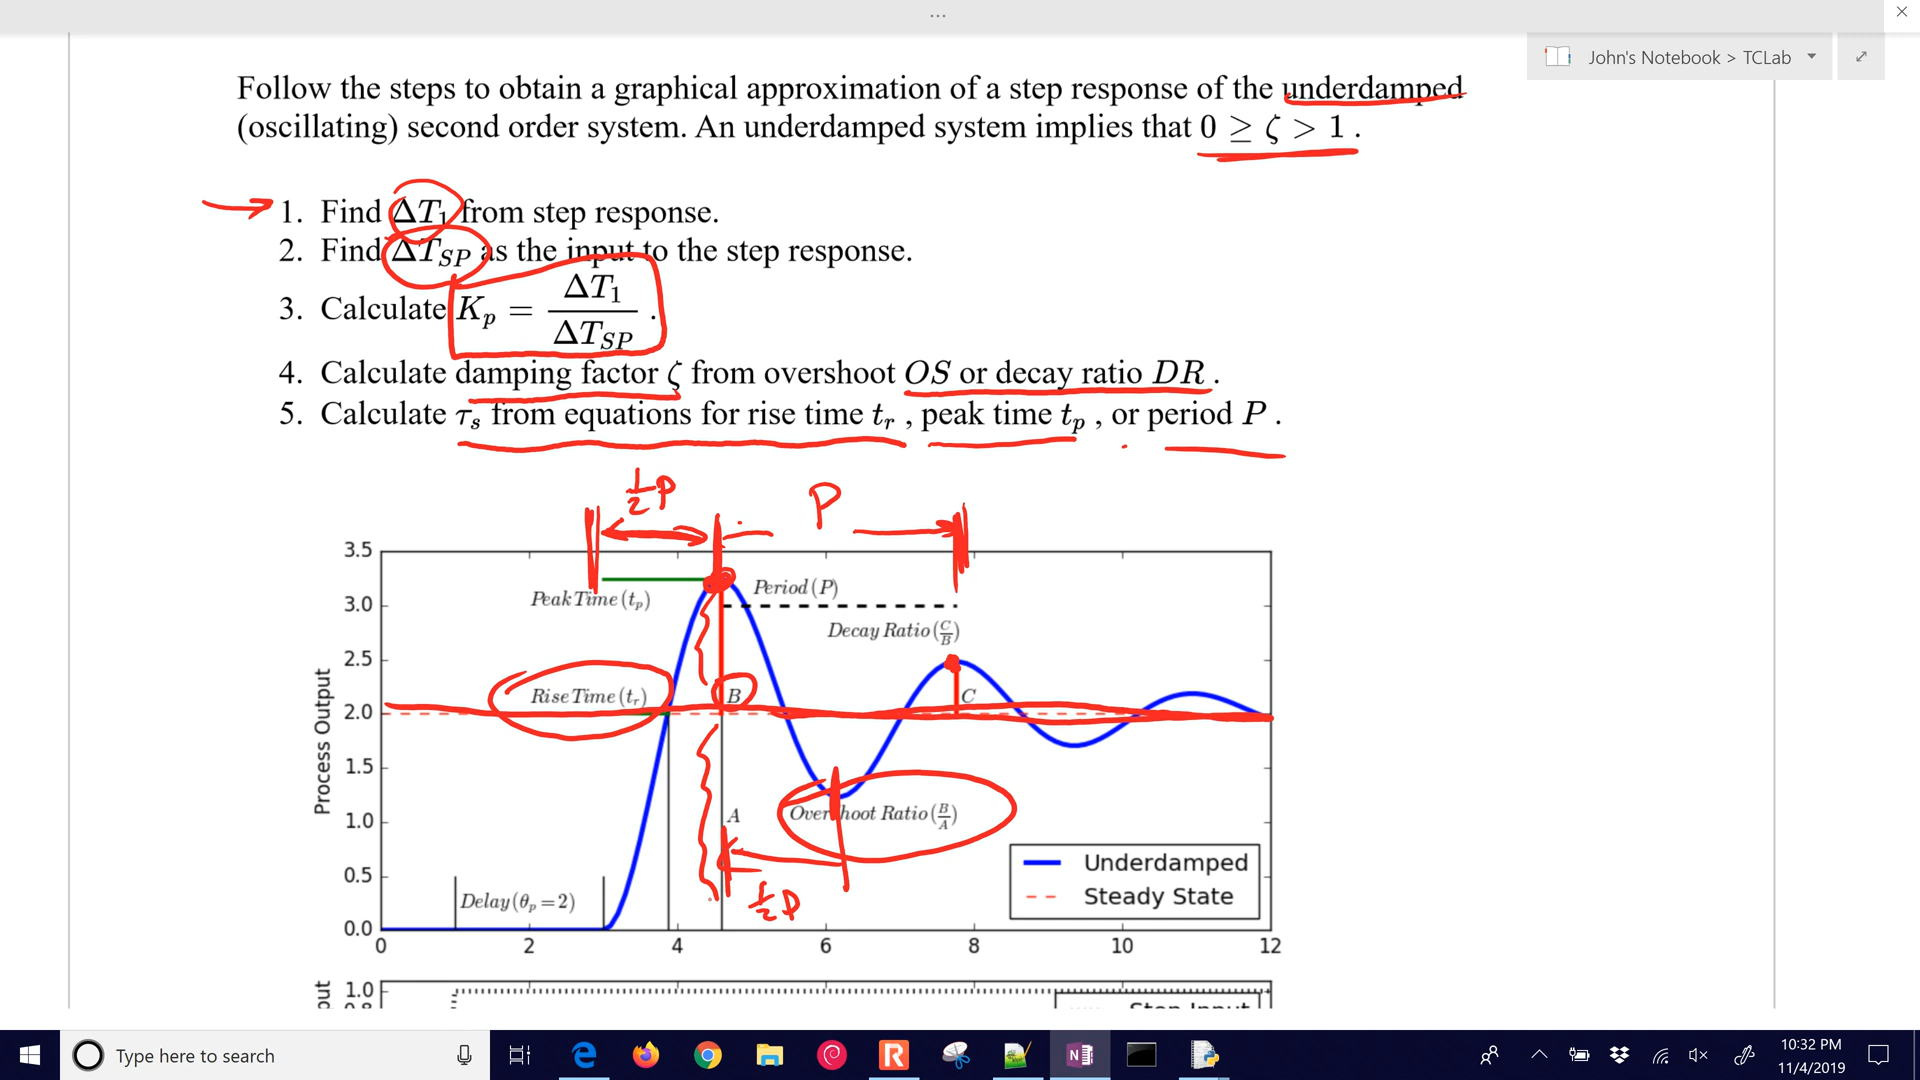 ...
John's Notebook > TCLab
Follow the steps to obtain a graphical approximation of a step response of the underdamped
(oscillating) second order system. An underdamped system implies that 0 ≥ ζ > 1 .
1. Find ΔT₁ from step response.
2. Find ΔT_SP as the input to the step response.
3. Calculate K_p = ΔT₁ / ΔT_SP .
4. Calculate damping factor ζ from overshoot OS or decay ratio DR .
5. Calculate τ_s from equations for rise time t_r , peak time t_p , or period P .
½P
P
3.5
Peak Time (t_p)
Period (P)
3.0
Decay Ratio (C/B)
2.5
Rise Time (t_r)
B
C
2.0
Process Output
1.5
A
Overshoot Ratio (B/A)
1.0
Underdamped
0.5
Delay (θ_p = 2)
½P
Steady State
0.0
0 2 4 6 8 10 12
1.0
Type here to search
10:32 PM
11/4/2019